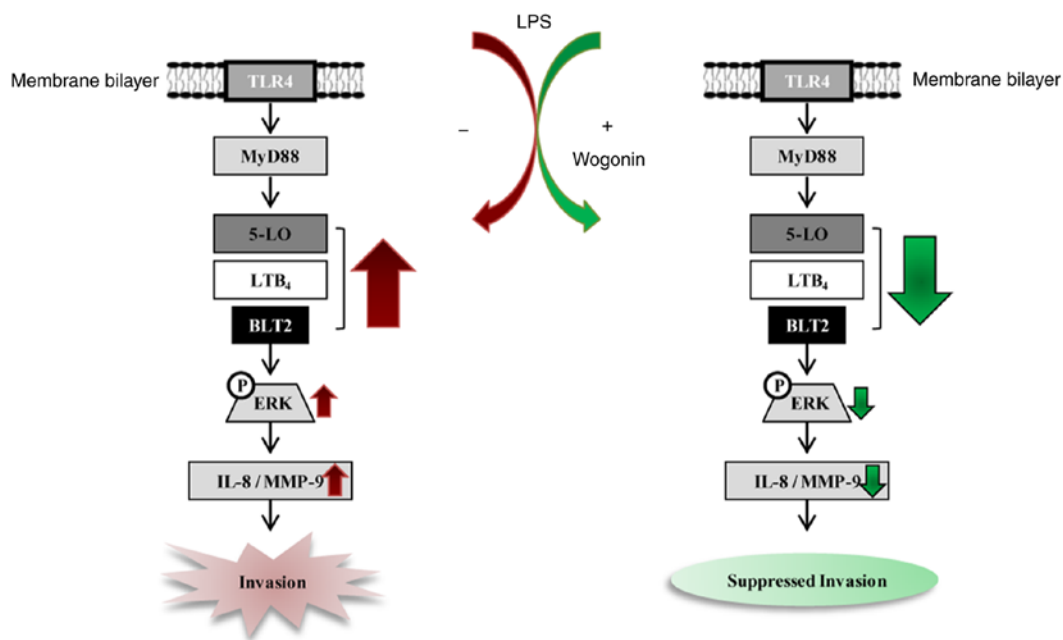 LPS
Membrane bilayer
TLR4
MyD88
5-LO
LTB₄
BLT2
P
ERK
IL-8 / MMP-9
Invasion
–
+
Wogonin
TLR4
Membrane bilayer
MyD88
5-LO
LTB₄
BLT2
P
ERK
IL-8 / MMP-9
Suppressed Invasion